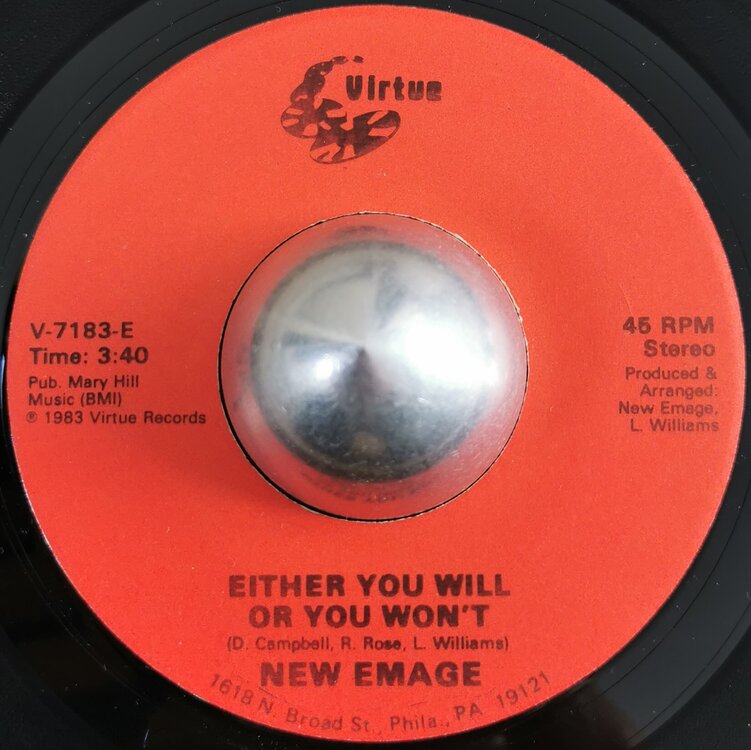 Virtue
V-7183-E
Time: 3:40
Pub. Mary Hill
Music (BMI)
℗ 1983 Virtue Records
45 RPM
Stereo
Produced &
Arranged:
New Emage,
L. Williams
EITHER YOU WILL
OR YOU WON'T
(D. Campbell, R. Rose, L. Williams)
NEW EMAGE
1618 N. Broad St., Phila., PA 19121